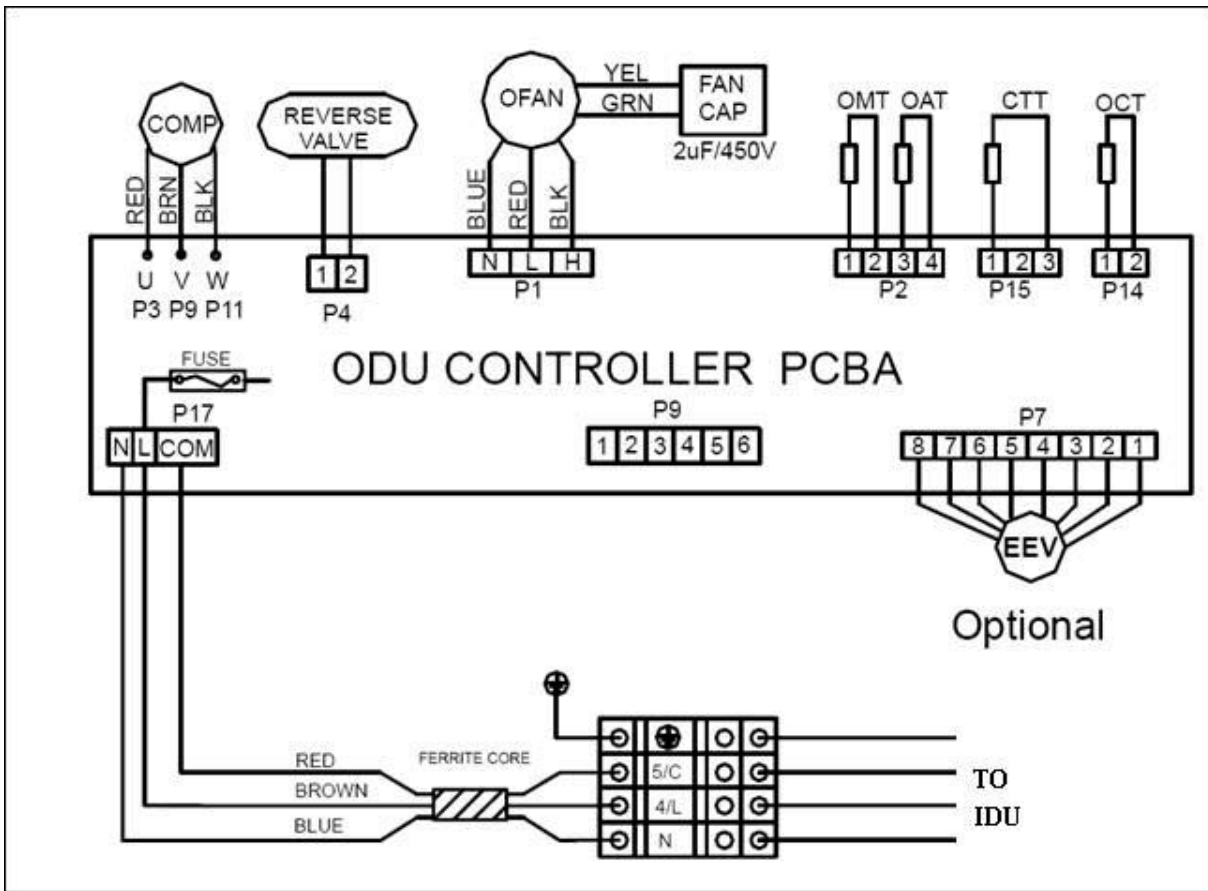 COMP
REVERSE
VALVE
OFAN
YEL
GRN
FAN
CAP
2uF/450V
OMT OAT CTT OCT
RED BRN BLK
BLUE RED BLK
U V W
P3 P9 P11
1 2
P4
N L H
P1
1 2 3 4
P2
1 2 3
P15
1 2
P14
FUSE
ODU CONTROLLER PCBA
P17
N L COM
P9
1 2 3 4 5 6
P7
8 7 6 5 4 3 2 1
EEV
Optional
RED
BROWN
BLUE
FERRITE CORE
5/C
4/L
N
TO
IDU